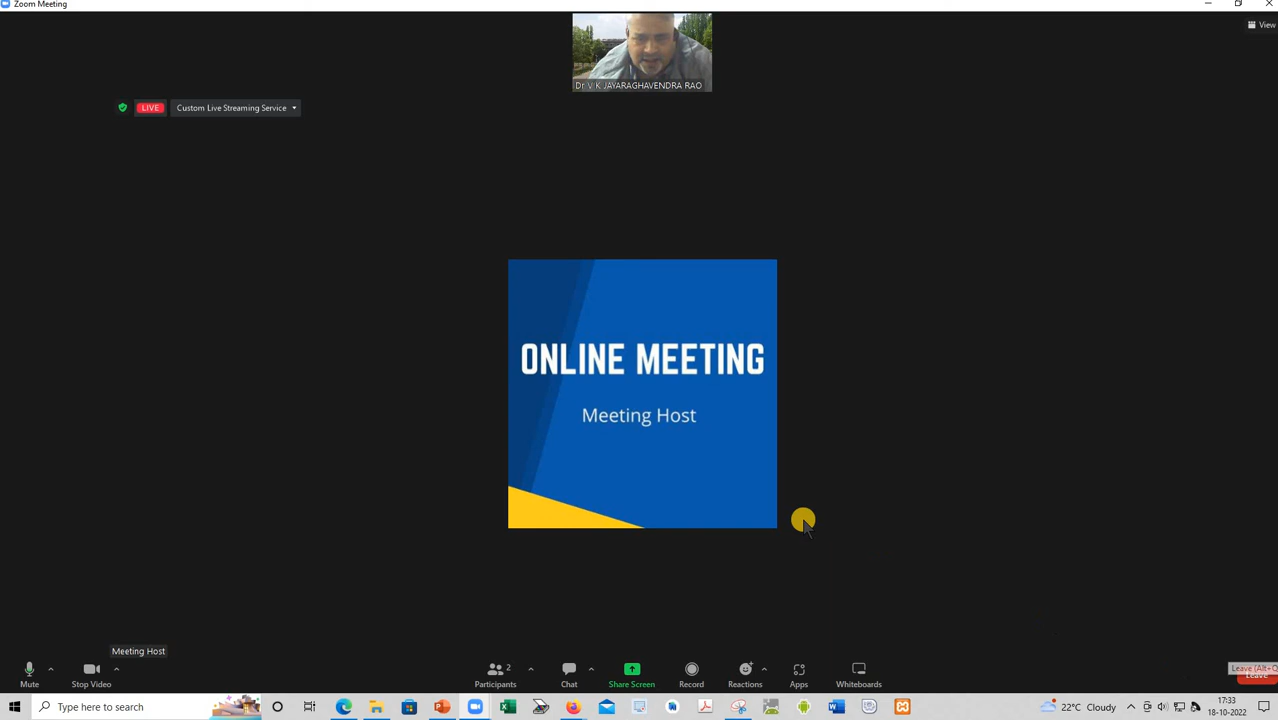 Zoom Meeting
View
Dr V K JAYARAGHAVENDRA RAO
LIVE
Custom Live Streaming Service
ONLINE MEETING
Meeting Host
Meeting Host
Mute
Stop Video
2
Participants
Chat
Share Screen
Record
Reactions
Apps
Whiteboards
Leave (Alt+Q
Leave
Type here to search
22°C Cloudy
17:33
18-10-2022